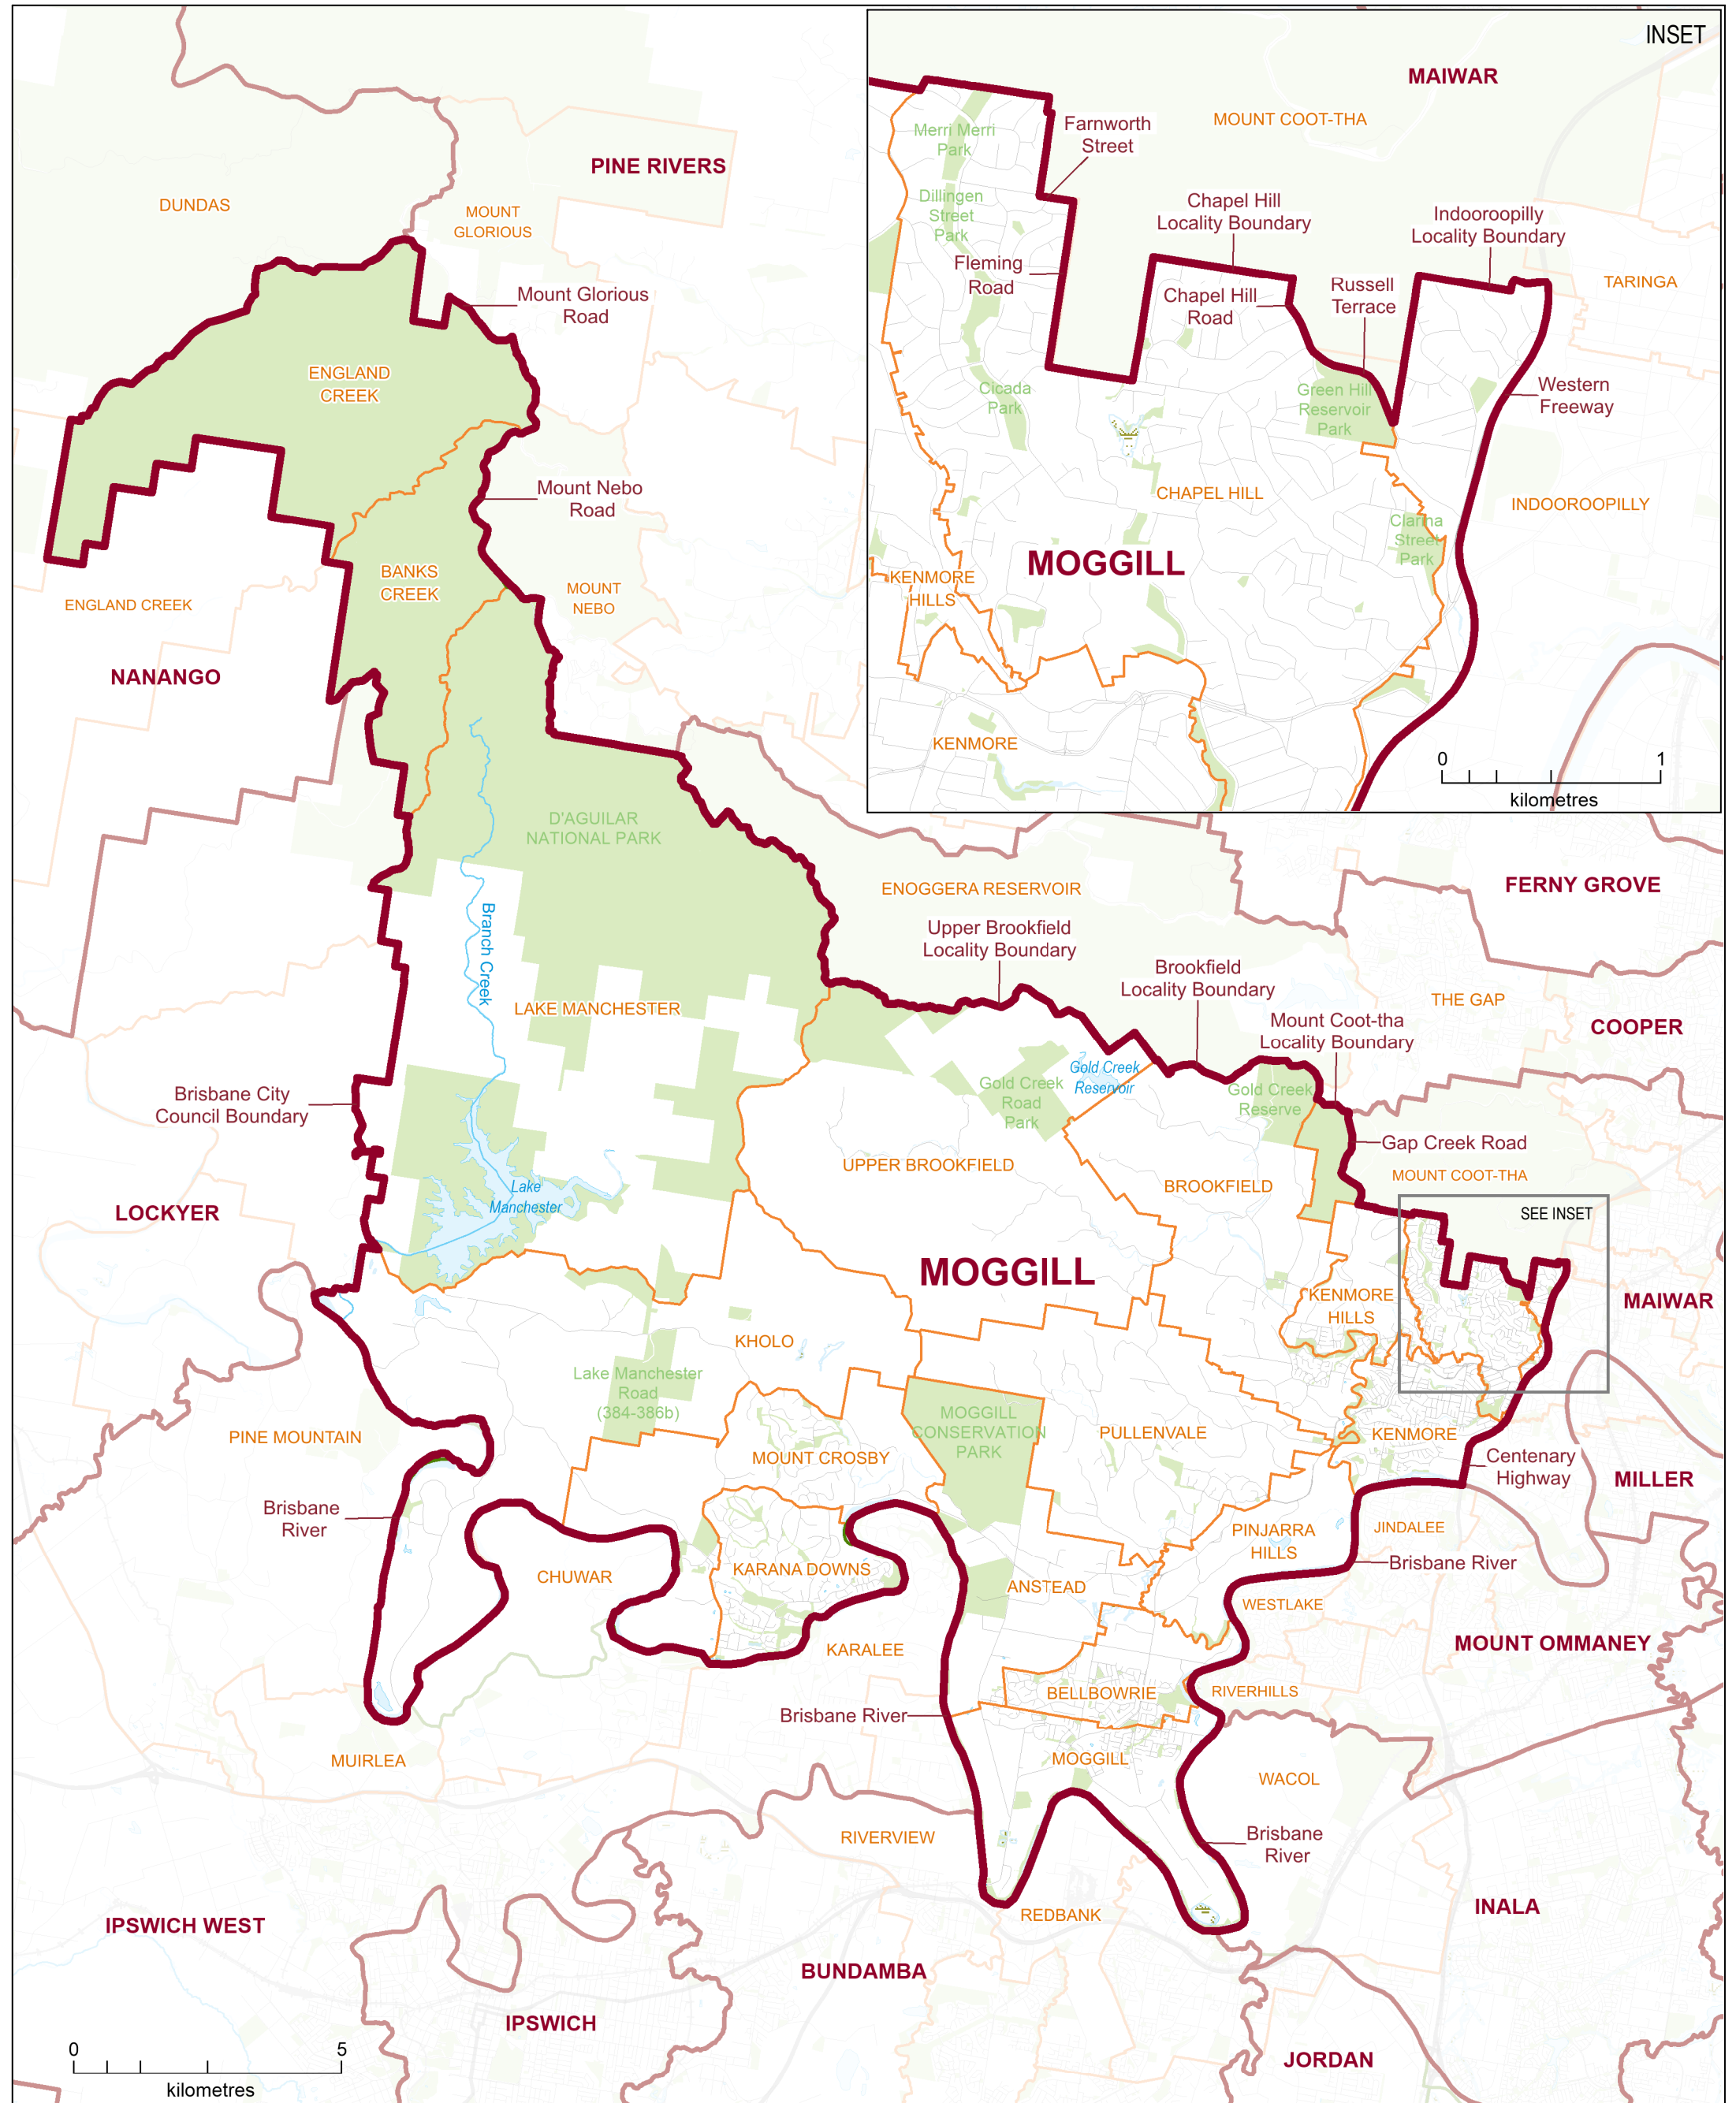 INSET
MAIWAR
MOUNT COOT-THA
Farnworth
Street
Merri Merri
Park
Dillingen
Street
Park
Chapel Hill
Locality Boundary
Indooroopilly
Locality Boundary
Fleming
Road
Chapel Hill
Road
Russell
Terrace
TARINGA
Cicada
Park
Green Hill
Reservoir
Park
Western
Freeway
CHAPEL HILL
INDOOROOPILLY
Clarina
Street
Park
MOGGILL
KENMORE
HILLS
KENMORE
0
1
kilometres
PINE RIVERS
DUNDAS
MOUNT
GLORIOUS
Mount Glorious
Road
ENGLAND
CREEK
Mount Nebo
Road
BANKS
CREEK
MOUNT
NEBO
ENGLAND CREEK
NANANGO
D'AGUILAR
NATIONAL PARK
ENOGGERA RESERVOIR
FERNY GROVE
Branch Creek
Upper Brookfield
Locality Boundary
Brookfield
Locality Boundary
LAKE MANCHESTER
THE GAP
COOPER
Mount Coot-tha
Locality Boundary
Gold Creek
Reservoir
Gold Creek
Road
Park
Gold Creek
Reserve
Brisbane City
Council Boundary
Gap Creek Road
UPPER BROOKFIELD
MOUNT COOT-THA
BROOKFIELD
Lake
Manchester
LOCKYER
SEE INSET
MOGGILL
KENMORE
HILLS
MAIWAR
KHOLO
Lake Manchester
Road
(384-386b)
MOGGILL
CONSERVATION
PARK
PULLENVALE
KENMORE
PINE MOUNTAIN
MOUNT CROSBY
Centenary
Highway
MILLER
Brisbane
River
PINJARRA
HILLS
JINDALEE
Brisbane River
CHUWAR
KARANA DOWNS
ANSTEAD
WESTLAKE
KARALEE
MOUNT OMMANEY
BELLBOWRIE
RIVERHILLS
Brisbane River
MUIRLEA
MOGGILL
WACOL
RIVERVIEW
Brisbane
River
IPSWICH WEST
REDBANK
INALA
BUNDAMBA
IPSWICH
JORDAN
0
5
kilometres